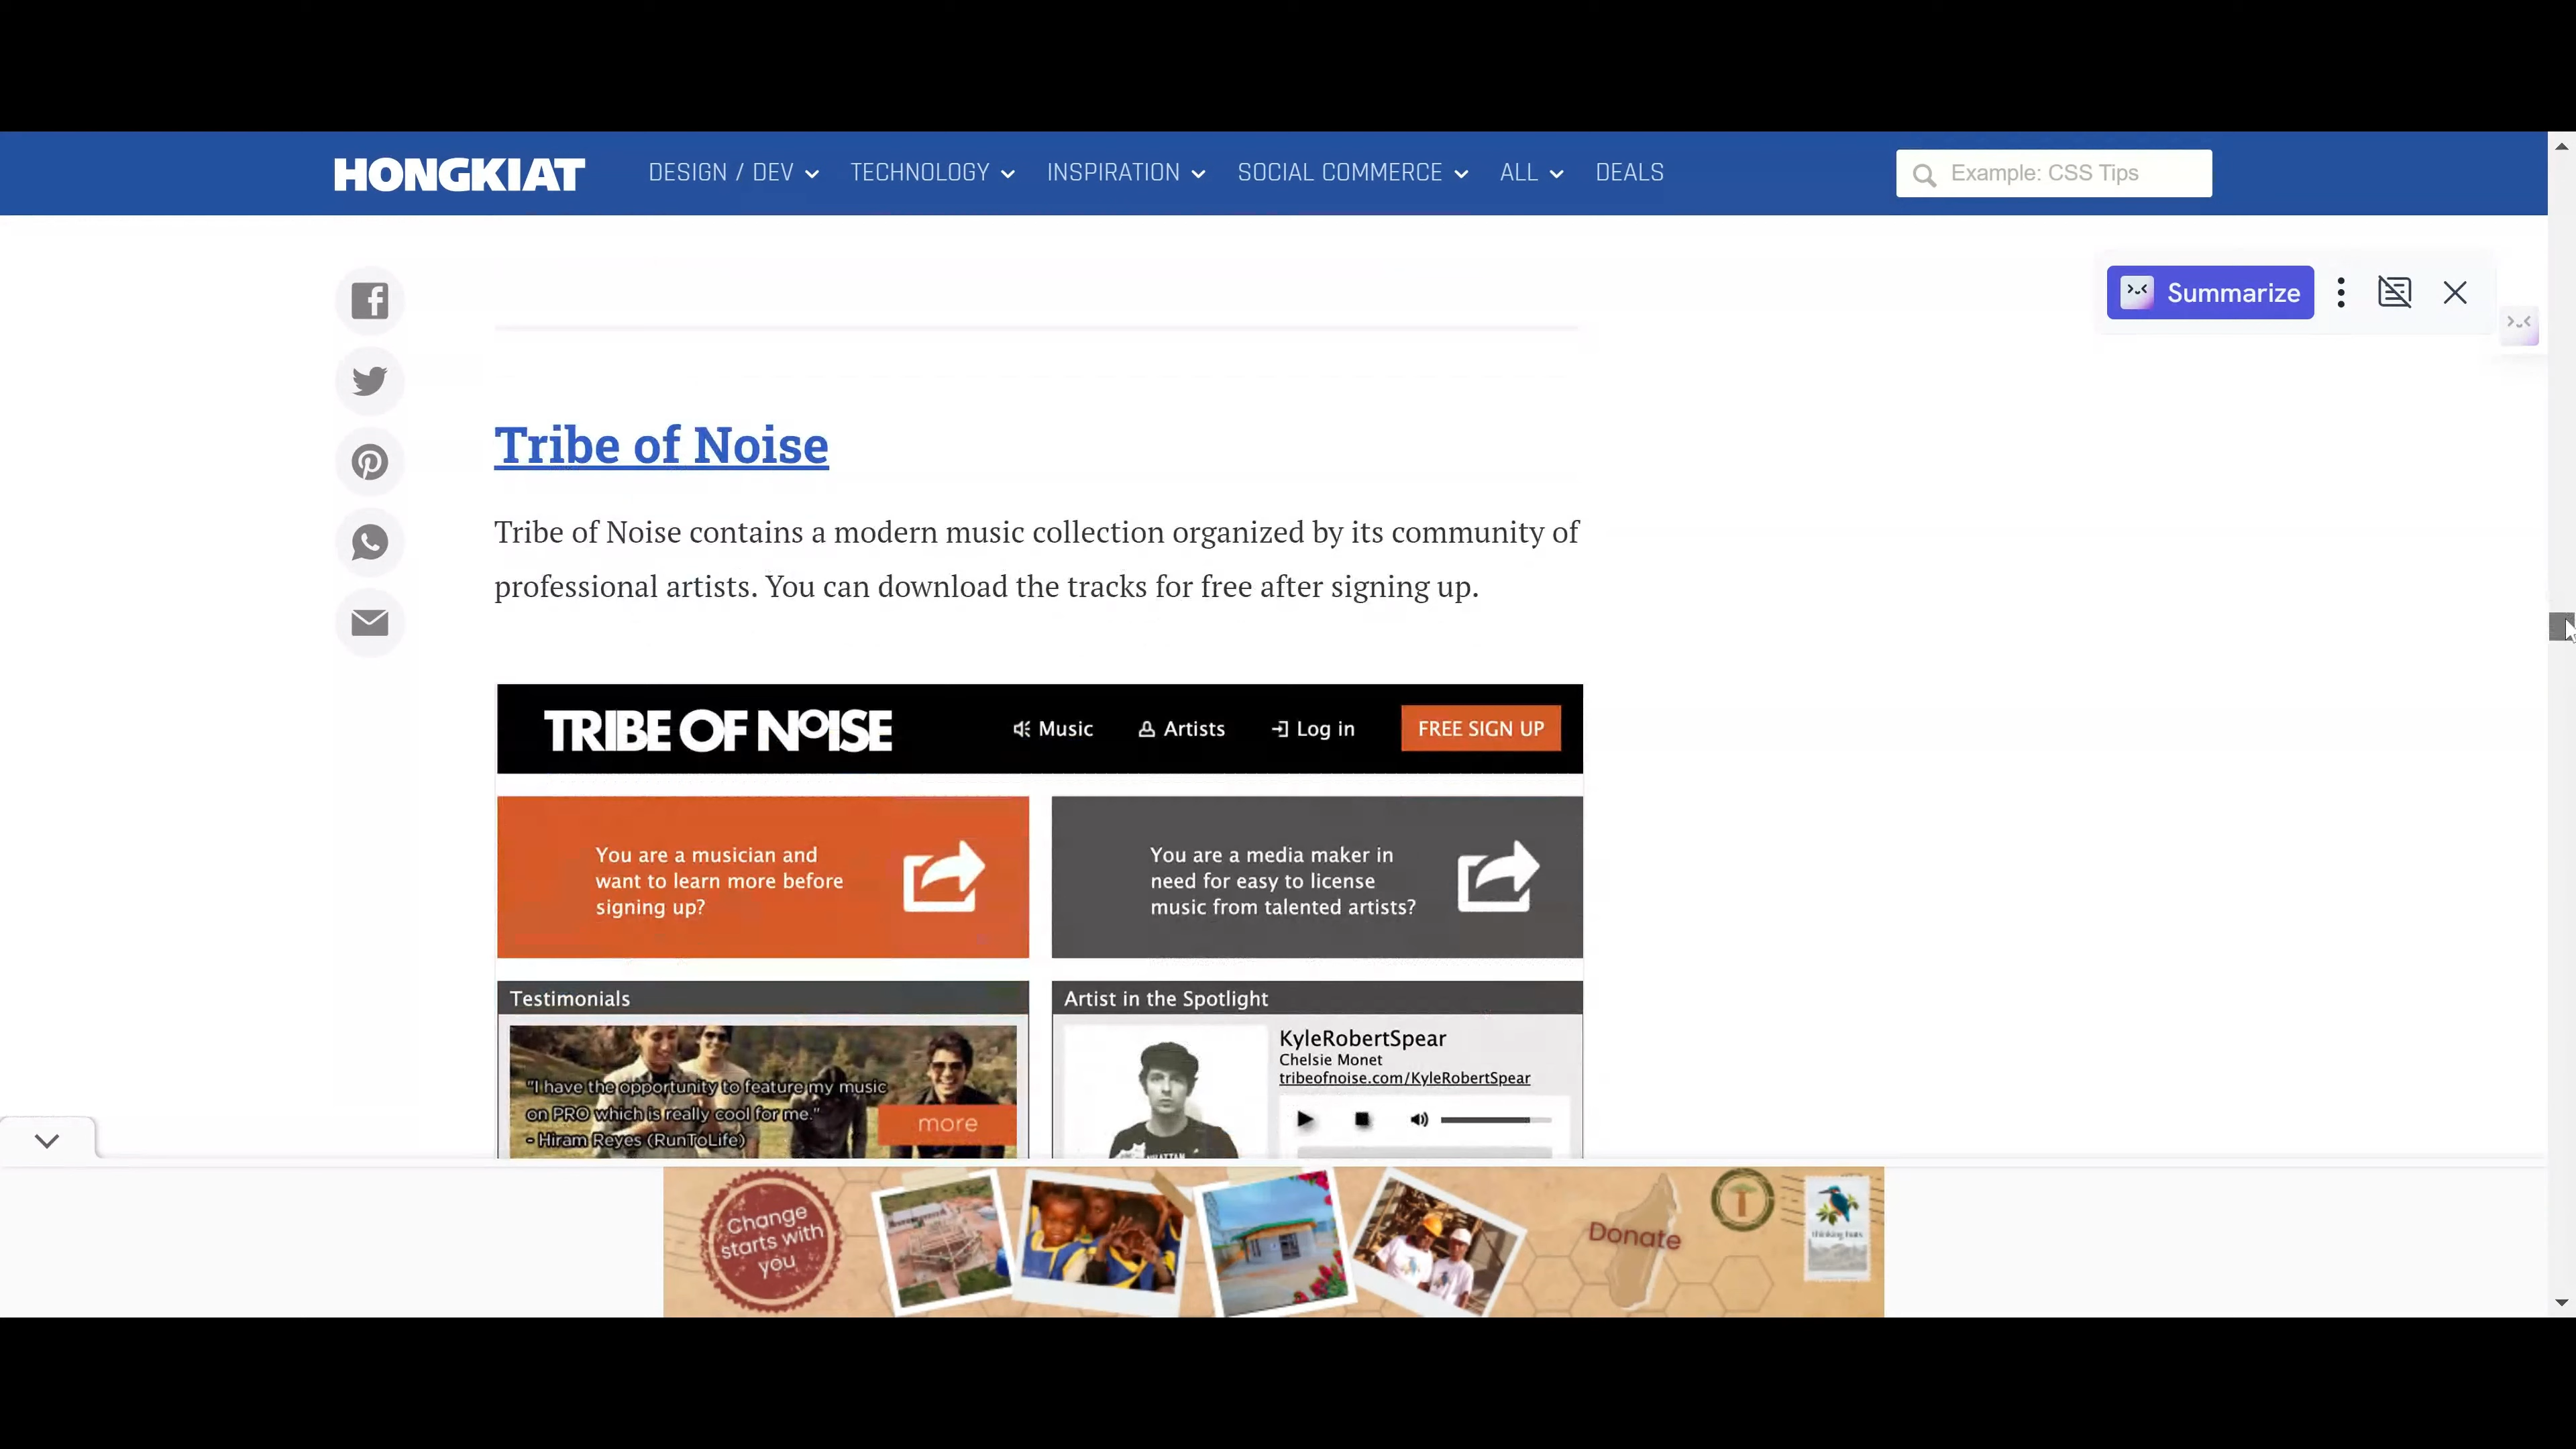 HONGKIAT
DESIGN / DEV
TECHNOLOGY
INSPIRATION
SOCIAL COMMERCE
ALL
DEALS
Example: CSS Tips
Summarize
Tribe of Noise
Tribe of Noise contains a modern music collection organized by its community of
professional artists. You can download the tracks for free after signing up.
TRIBE OF NOISE
Music
Artists
Log in
FREE SIGN UP
You are a musician and
want to learn more before
signing up?
You are a media maker in
need for easy to license
music from talented artists?
Testimonials
"I have the opportunity to feature my music
on PRO which is really cool for me."
- Hiram Reyes (RunToLife)
more
Artist in the Spotlight
KyleRobertSpear
Chelsie Monet
tribeofnoise.com/KyleRobertSpear
Change
starts with
you
Donate